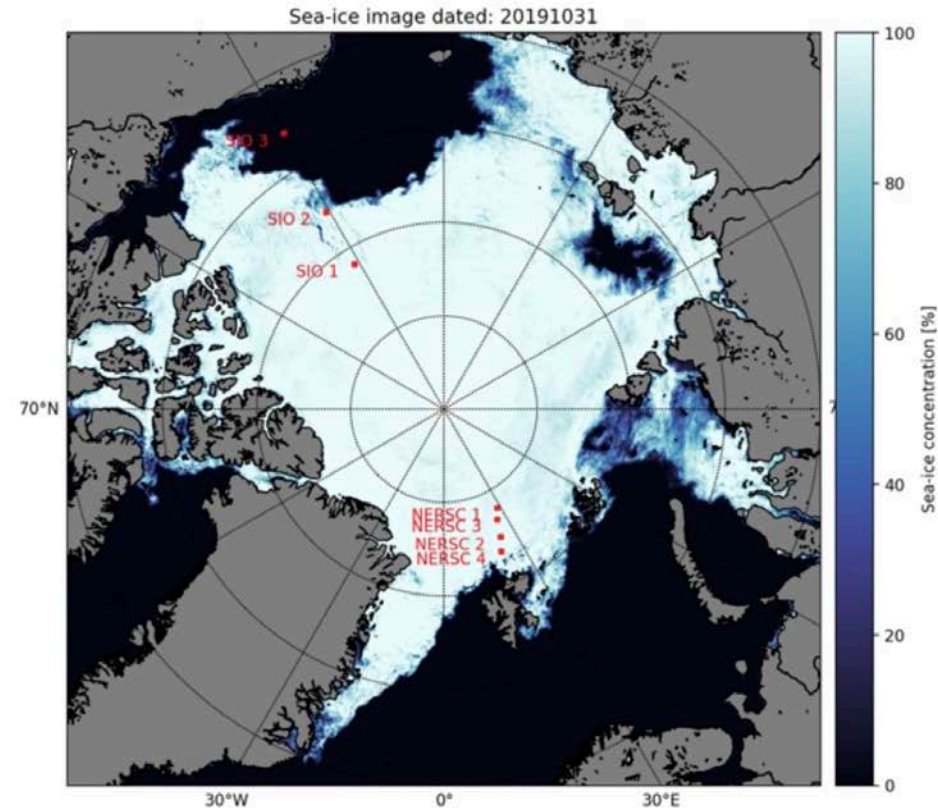 Sea-ice image dated: 20191031
100
SIO 3
80
SIO 2
SIO 1
60
Sea-ice concentration [%]
70°N
7
40
NERSC 1
NERSC 3
NERSC 2
NERSC 4
20
0
30°W
0°
30°E